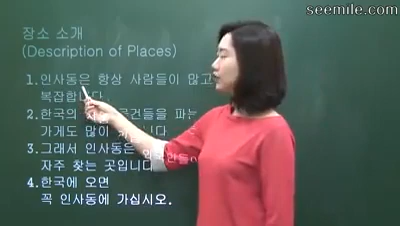 seemile.com
장소 소개
(Description of Places)
1.인사동은 항상 사람들이 많고
복잡합니다.
2.한국의 파는
가게도 많이
3.그래서 인사동은
자주 찾는 곳입니다
4.한국에 오면
꼭 인사동에 가십시오.